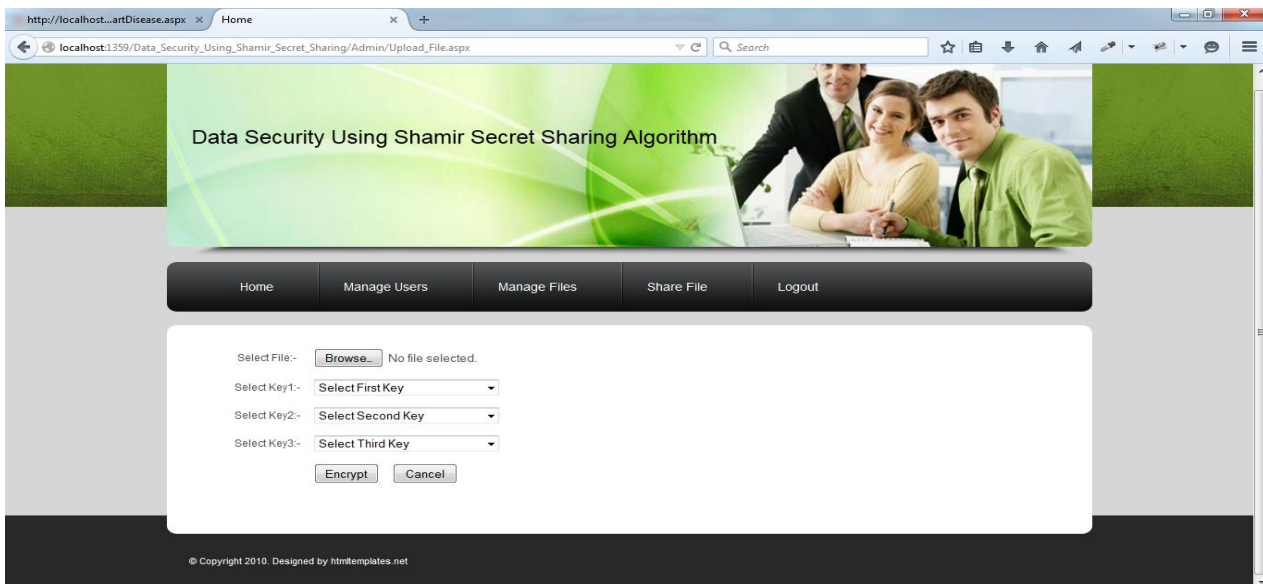 http://localhost...artDisease.aspx × Home × +
localhost:1359/Data_Security_Using_Shamir_Secret_Sharing/Admin/Upload_File.aspx Search
Data Security Using Shamir Secret Sharing Algorithm
Home Manage Users Manage Files Share File Logout
Select File:- Browse... No file selected.
Select Key1:- Select First Key
Select Key2:- Select Second Key
Select Key3:- Select Third Key
Encrypt Cancel
© Copyright 2010. Designed by htmltemplates.net